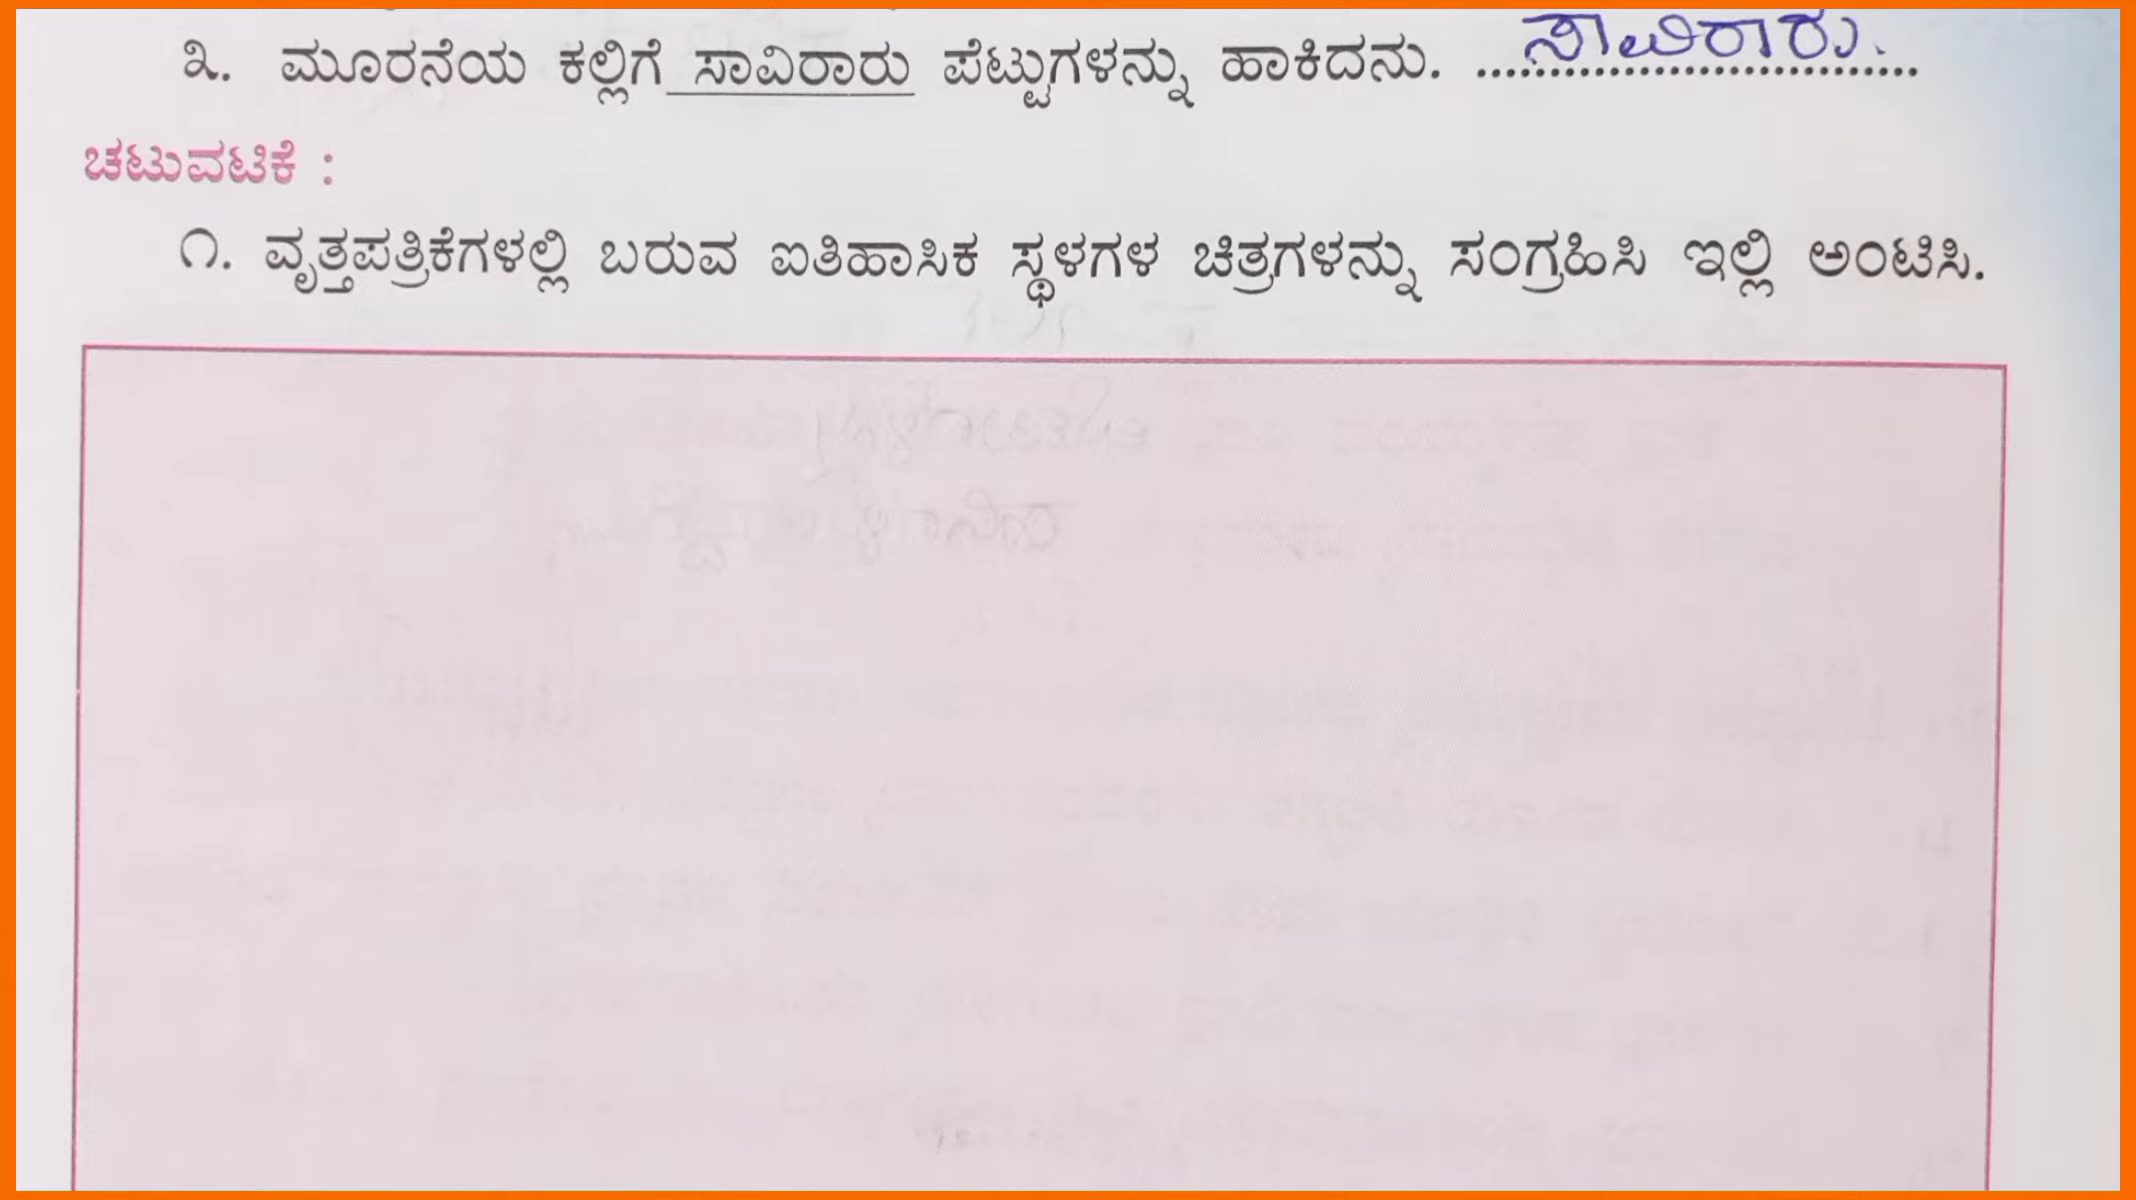 ೩. ಮೂರನೆಯ ಕಲ್ಲಿಗೆ ಸಾವಿರಾರು ಪೆಟ್ಟುಗಳನ್ನು ಹಾಕಿದನು. ಸಾವಿರಾರು.
ಚಟುವಟಿಕೆ :
೧. ವೃತ್ತಪತ್ರಿಕೆಗಳಲ್ಲಿ ಬರುವ ಐತಿಹಾಸಿಕ ಸ್ಥಳಗಳ ಚಿತ್ರಗಳನ್ನು ಸಂಗ್ರಹಿಸಿ ಇಲ್ಲಿ ಅಂಟಿಸಿ.